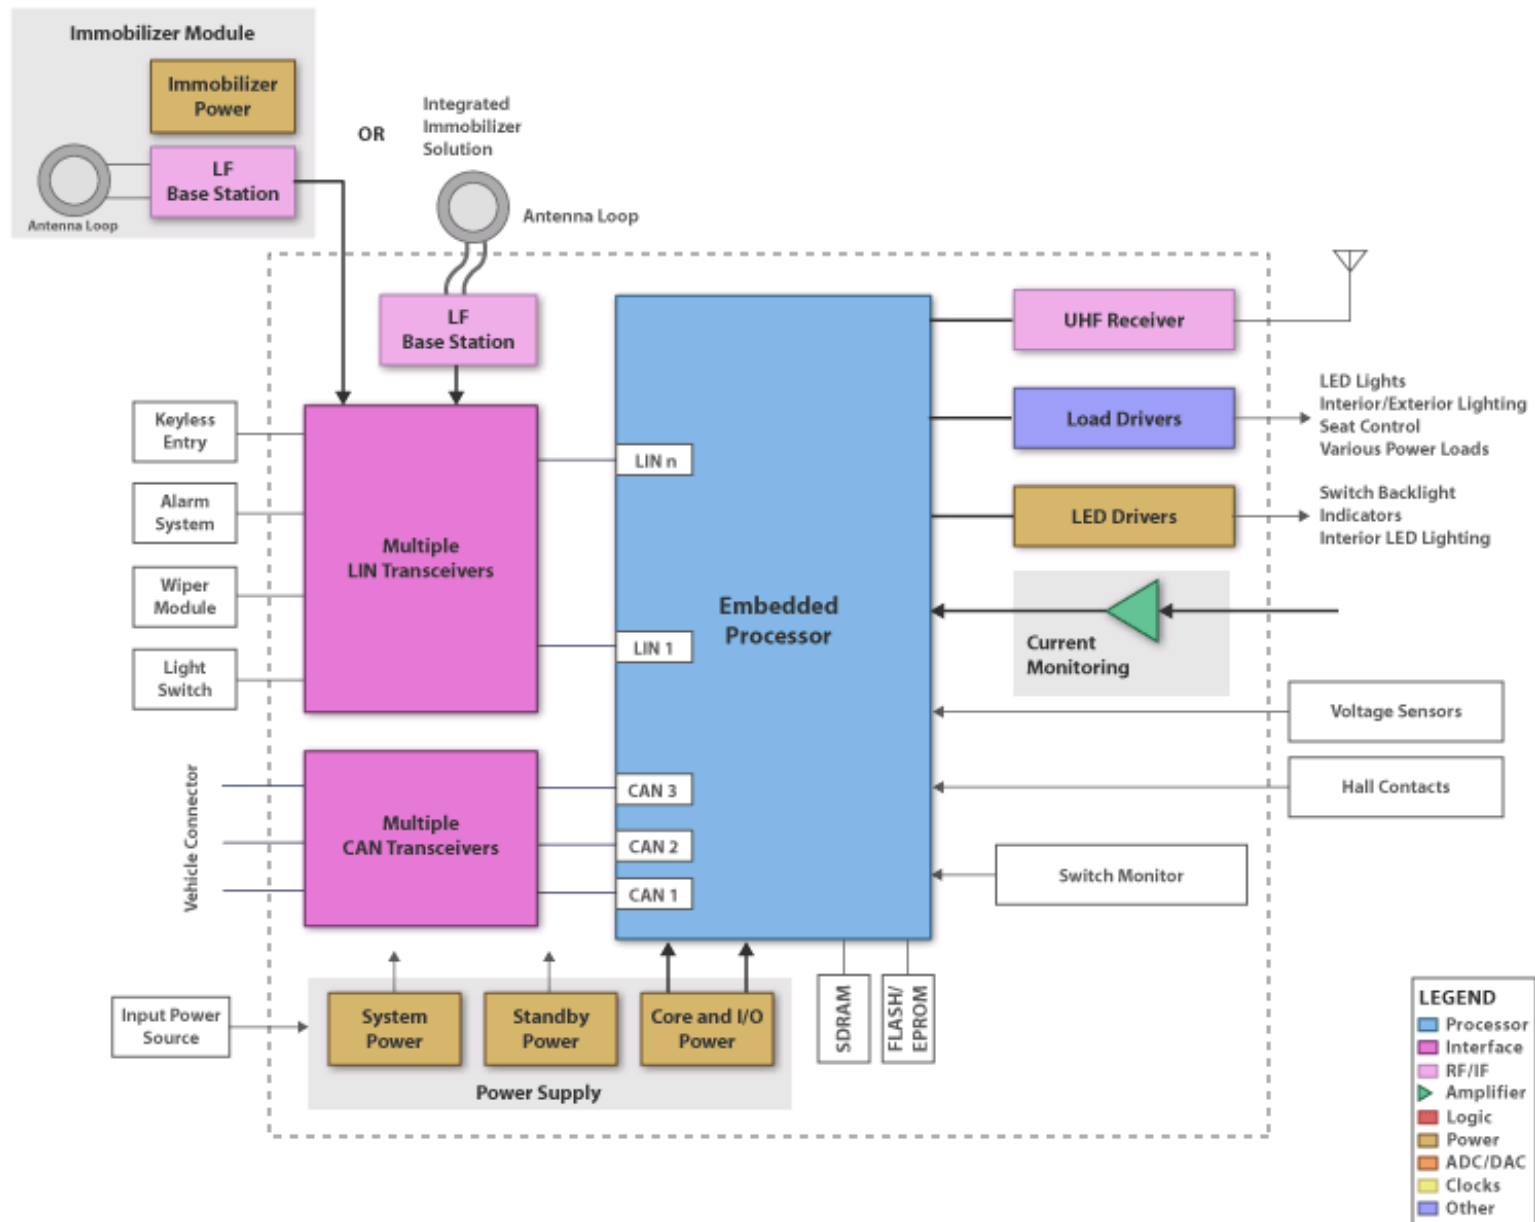 Immobilizer Module
Immobilizer
Power
LF
Base Station
Antenna Loop
OR
Integrated
Immobilizer
Solution
Antenna Loop
LF
Base Station
Keyless
Entry
Alarm
System
Wiper
Module
Light
Switch
Multiple
LIN Transceivers
LIN n
LIN 1
Embedded
Processor
UHF Receiver
Load Drivers
LED Lights
Interior/Exterior Lighting
Seat Control
Various Power Loads
LED Drivers
Switch Backlight
Indicators
Interior LED Lighting
Current
Monitoring
Voltage Sensors
Hall Contacts
Switch Monitor
Vehicle Connector
Multiple
CAN Transceivers
CAN 3
CAN 2
CAN 1
Input Power
Source
System
Power
Standby
Power
Core and I/O
Power
Power Supply
SDRAM
FLASH/
EPROM
LEGEND
Processor
Interface
RF/IF
Amplifier
Logic
Power
ADC/DAC
Clocks
Other